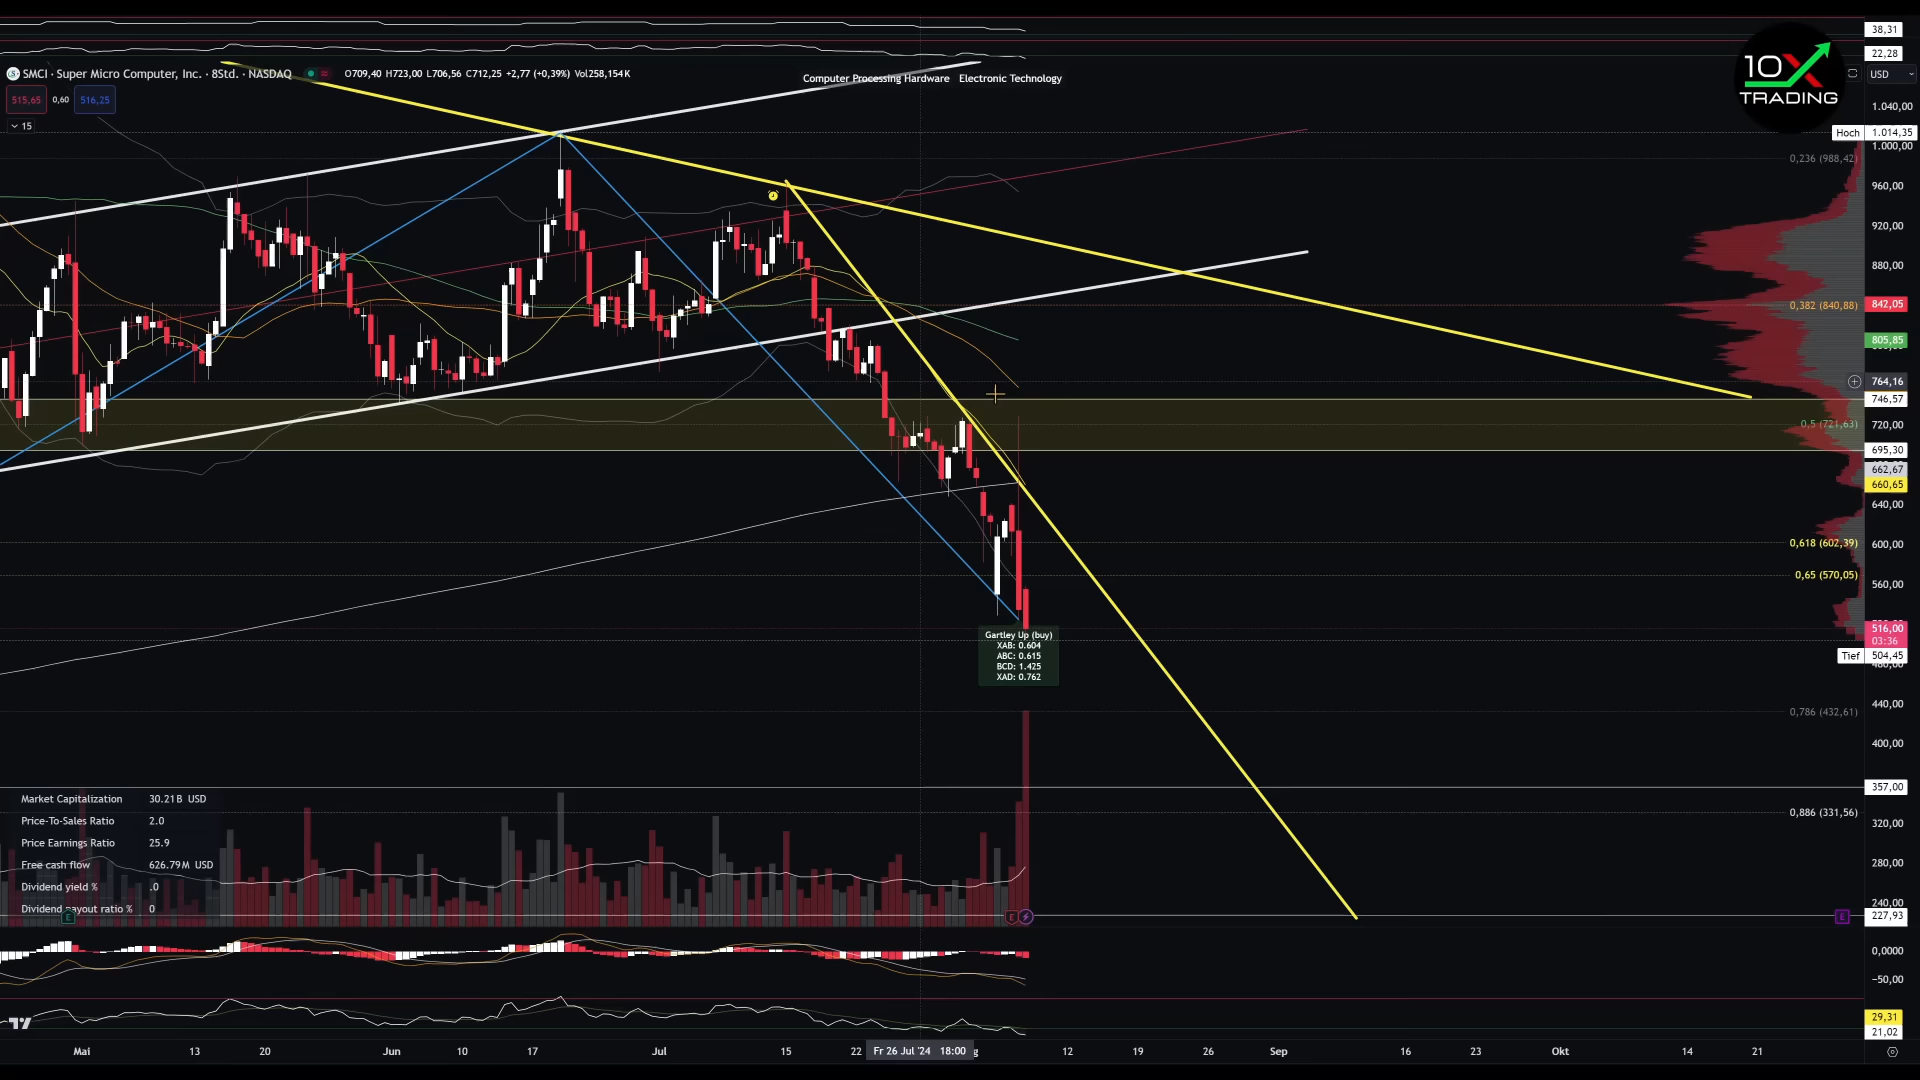 38,31
22,28
SMCI · Super Micro Computer, Inc. · 8Std. · NASDAQ
O709,40 H723,00 L706,56 C712,25 +2,77 (+0,39%) Vol258,154K
Computer Processing Hardware Electronic Technology
10X
TRADING
USD
515,65 0,60 516,25
15
1.040,00
Hoch 1.014,35
1.000,00
0,236 (988,42)
960,00
920,00
880,00
0,382 (840,88) 842,05
805,85
764,16
746,57
0,5 (721,63) 720,00
695,30
662,67
660,65
640,00
0,618 (602,39) 600,00
0,65 (570,05)
560,00
516,00
03:36
Tief 504,45
480,00
Gartley Up (buy)
XAB: 0.604
ABC: 0.615
BCD: 1.425
XAD: 0.762
440,00
0,786 (432,61)
400,00
357,00
0,886 (331,56)
320,00
280,00
240,00
227,93
Market Capitalization 30.21B USD
Price-To-Sales Ratio 2.0
Price Earnings Ratio 25.9
Free cash flow 626.79M USD
Dividend yield % .0
Dividend payout ratio % 0
E
E
E
0,0000
−50,00
29,31
21,02
Mai 13 20 Jun 10 17 Jul 15 22 Fr 26 Jul '24 18:00 12 19 26 Sep 16 23 Okt 14 21